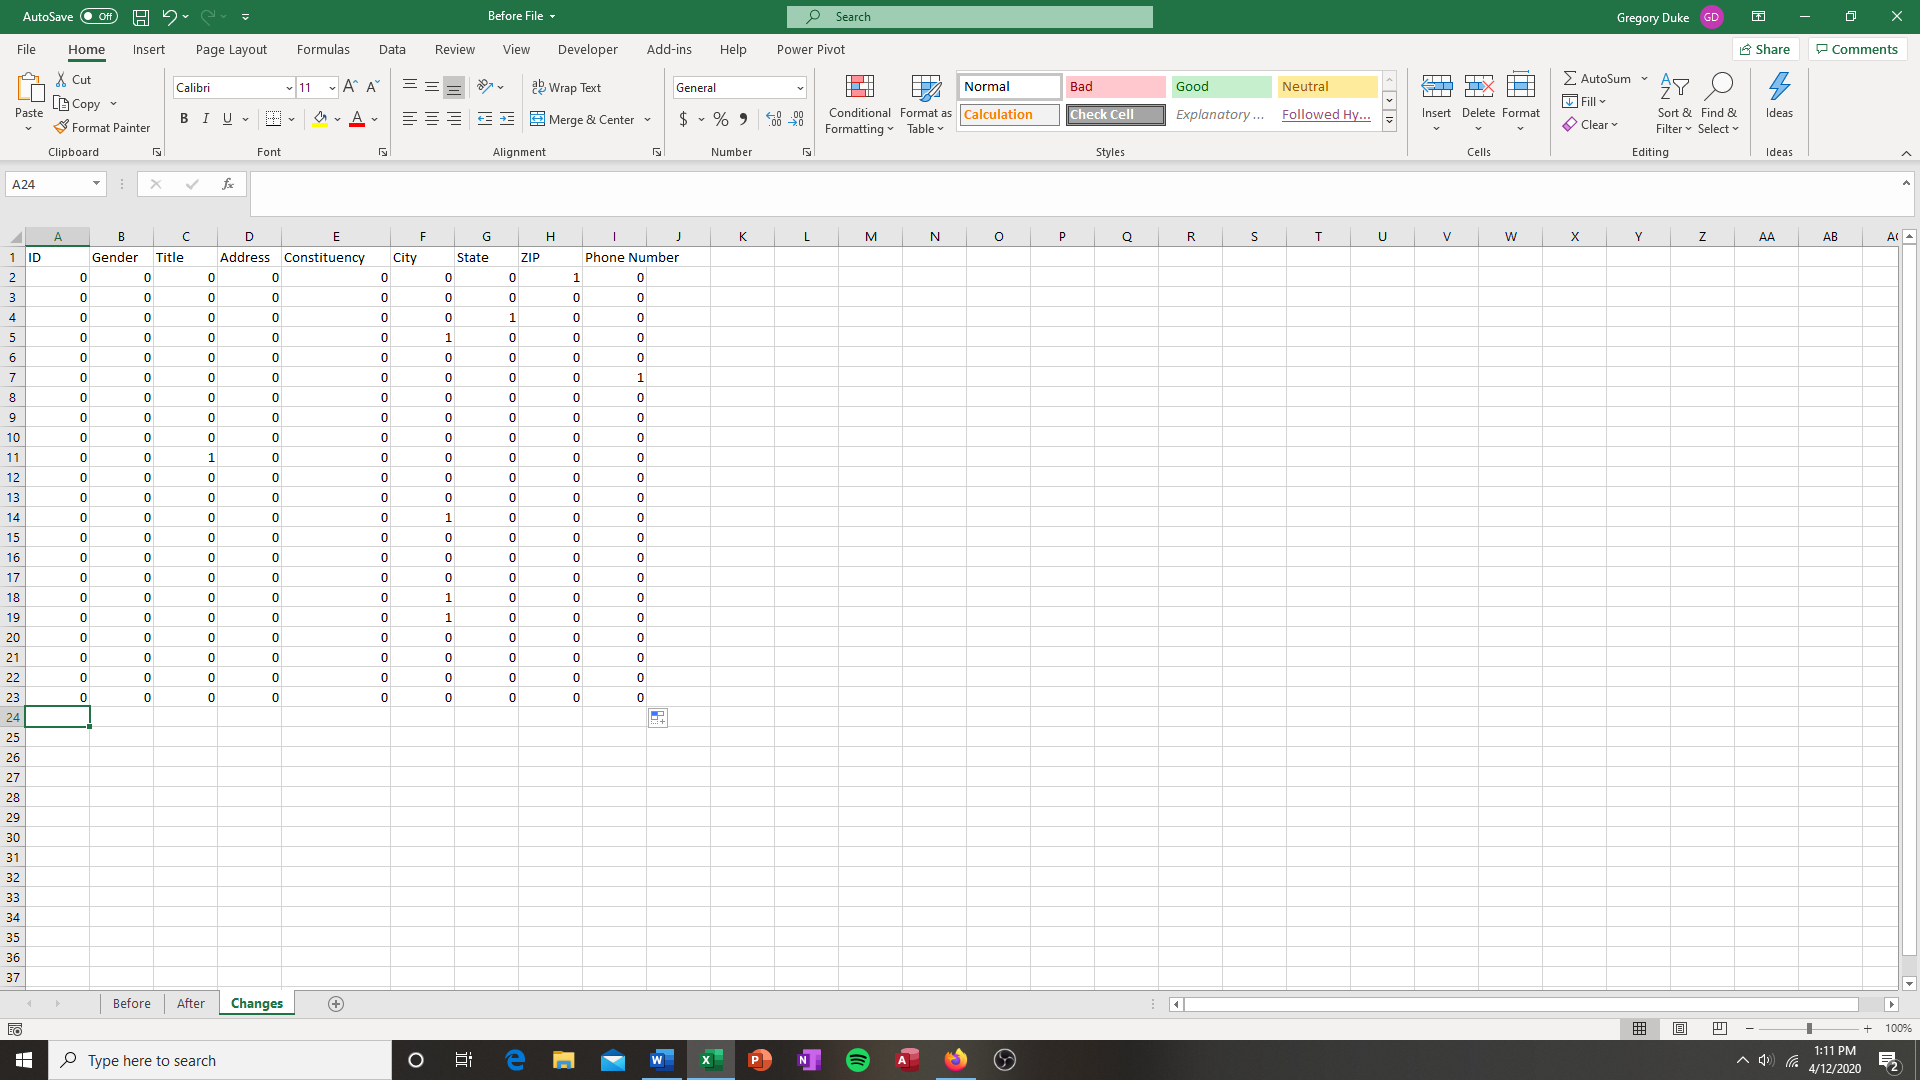 AutoSave Off Before File Search Gregory Duke GD
File Home Insert Page Layout Formulas Data Review View Developer Add-ins Help Power Pivot Share Comments
Paste Cut Copy Format Painter
Clipboard
Calibri 11
B I U A
Font
Wrap Text
Merge & Center
Alignment
General
$ % 9
Number
Conditional Formatting Format as Table
Normal Bad Good Neutral
Calculation Check Cell Explanatory ... Followed Hy...
Styles
Insert Delete Format
Cells
AutoSum
Fill
Clear
Sort & Filter Find & Select
Editing
Ideas
Ideas
A24 fx
A B C D E F G H I J K L M N O P Q R S T U V W X Y Z AA AB AC
1 ID Gender Title Address Constituency City State ZIP Phone Number
2 0 0 0 0 0 0 0 1 0
3 0 0 0 0 0 0 0 0 0
4 0 0 0 0 0 0 1 0 0
5 0 0 0 0 0 1 0 0 0
6 0 0 0 0 0 0 0 0 0
7 0 0 0 0 0 0 0 0 1
8 0 0 0 0 0 0 0 0 0
9 0 0 0 0 0 0 0 0 0
10 0 0 0 0 0 0 0 0 0
11 0 0 1 0 0 0 0 0 0
12 0 0 0 0 0 0 0 0 0
13 0 0 0 0 0 0 0 0 0
14 0 0 0 0 0 1 0 0 0
15 0 0 0 0 0 0 0 0 0
16 0 0 0 0 0 0 0 0 0
17 0 0 0 0 0 0 0 0 0
18 0 0 0 0 0 1 0 0 0
19 0 0 0 0 0 1 0 0 0
20 0 0 0 0 0 0 0 0 0
21 0 0 0 0 0 0 0 0 0
22 0 0 0 0 0 0 0 0 0
23 0 0 0 0 0 0 0 0 0
24
25
26
27
28
29
30
31
32
33
34
35
36
37
Before After Changes
100%
Type here to search
1:11 PM
4/12/2020
2